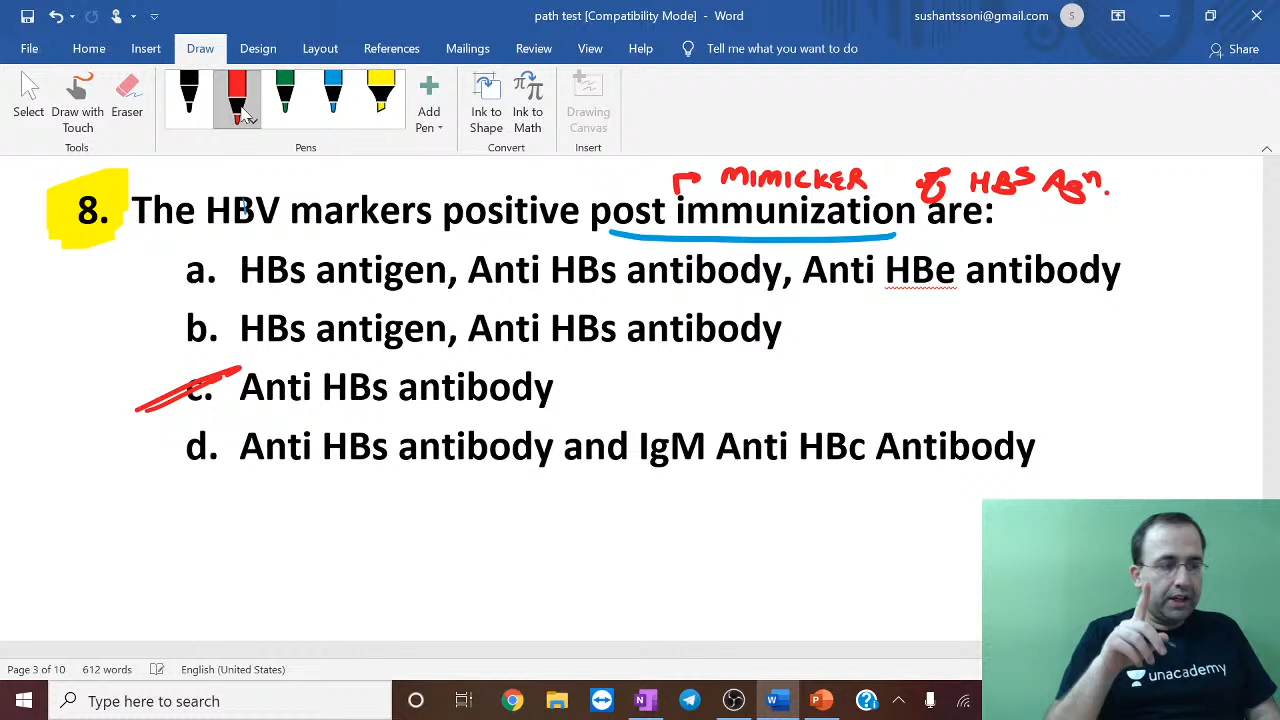 path test [Compatibility Mode] - Word
sushantssoni@gmail.com
S
File Home Insert Draw Design Layout References Mailings Review View Help Tell me what you want to do Share
Select
Draw with Touch
Eraser
Add Pen
Ink to Shape
Ink to Math
Drawing Canvas
Tools Pens Convert Insert
MIMICKER of HBS Agn.
8. The HBV markers positive post immunization are:
a. HBs antigen, Anti HBs antibody, Anti HBe antibody
b. HBs antigen, Anti HBs antibody
c. Anti HBs antibody
d. Anti HBs antibody and IgM Anti HBc Antibody
unacademy
Page 3 of 10 612 words English (United States)
Type here to search